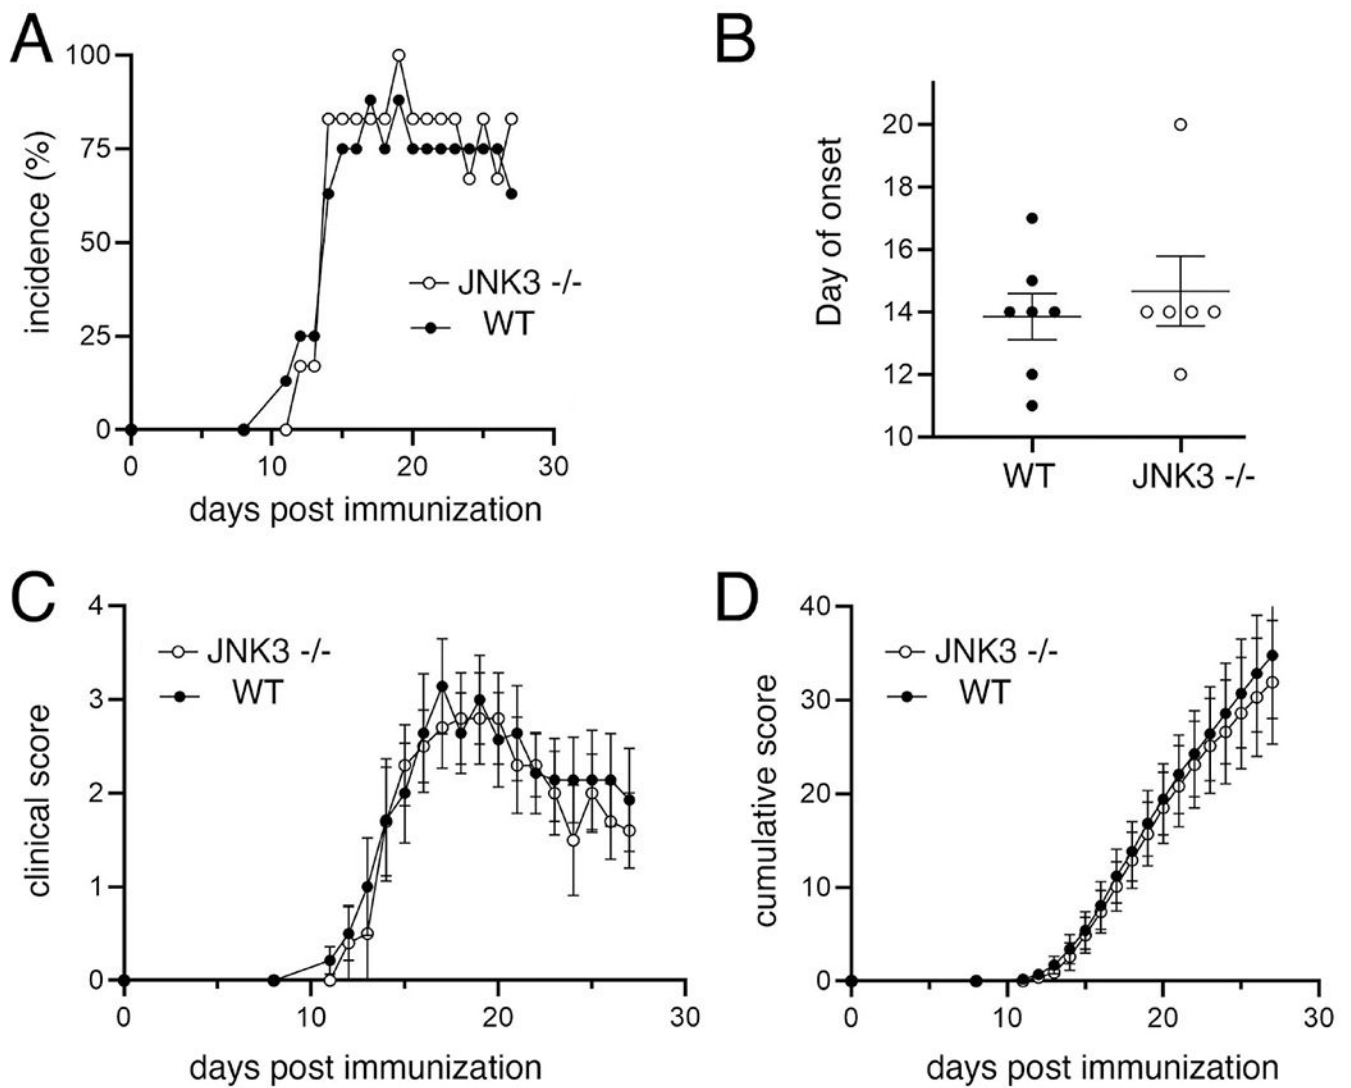 A
100
75
50
25
0
incidence (%)
JNK3 -/-
WT
0 10 20 30
days post immunization
B
20
18
16
14
12
10
Day of onset
WT JNK3 -/-
C
4
3
2
1
0
clinical score
JNK3 -/-
WT
0 10 20 30
days post immunization
D
40
30
20
10
0
cumulative score
JNK3 -/-
WT
0 10 20 30
days post immunization